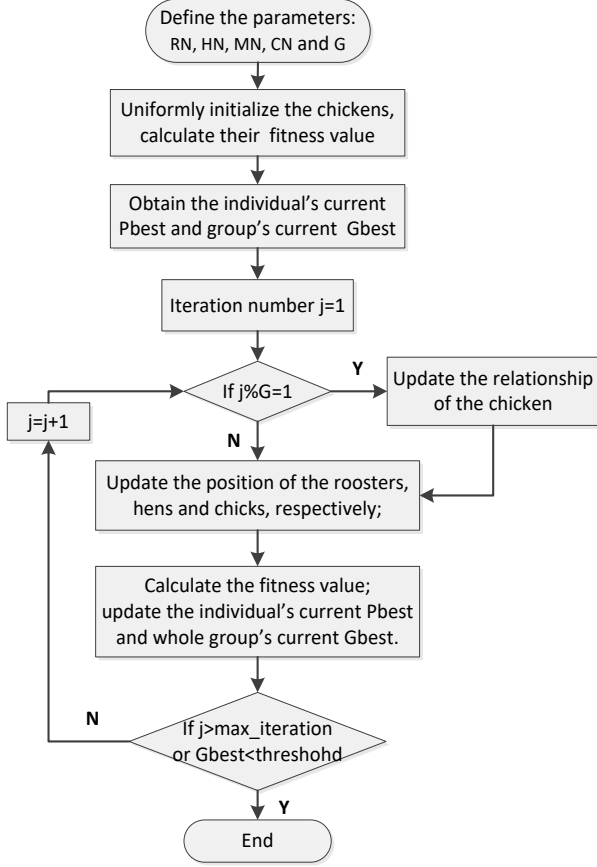 Define the parameters:
RN, HN, MN, CN and G
Uniformly initialize the chickens,
calculate their fitness value
Obtain the individual's current
Pbest and group's current Gbest
Iteration number j=1
If j%G=1
Y
Update the relationship
of the chicken
j=j+1
N
Update the position of the roosters,
hens and chicks, respectively;
Calculate the fitness value;
update the individual's current Pbest
and whole group's current Gbest.
N
If j>max_iteration
or Gbest<threshohd
Y
End